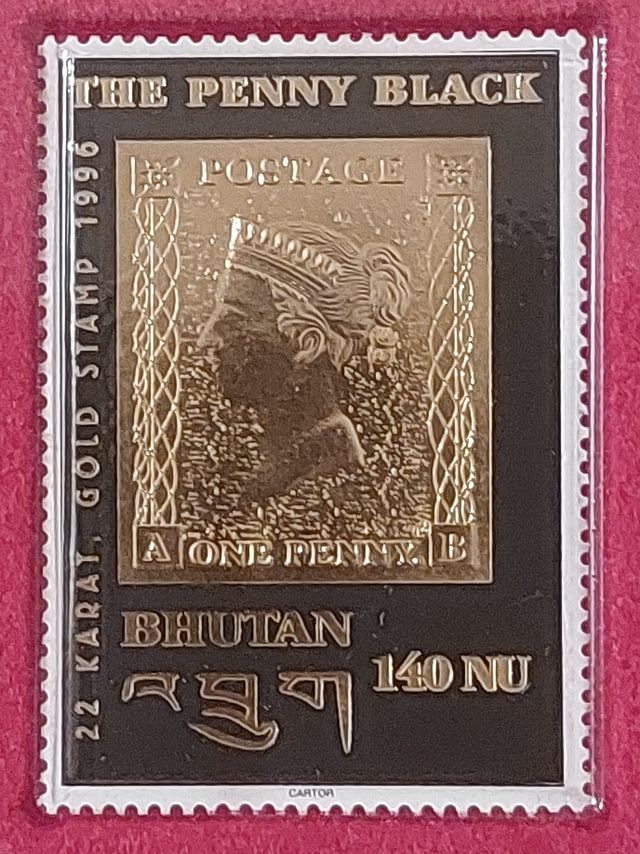 THE PENNY BLACK
22 KARAT, GOLD STAMP 1996
POSTAGE
A ONE PENNY. B
BHUTAN
140 NU
འབྲུག
CARTOR